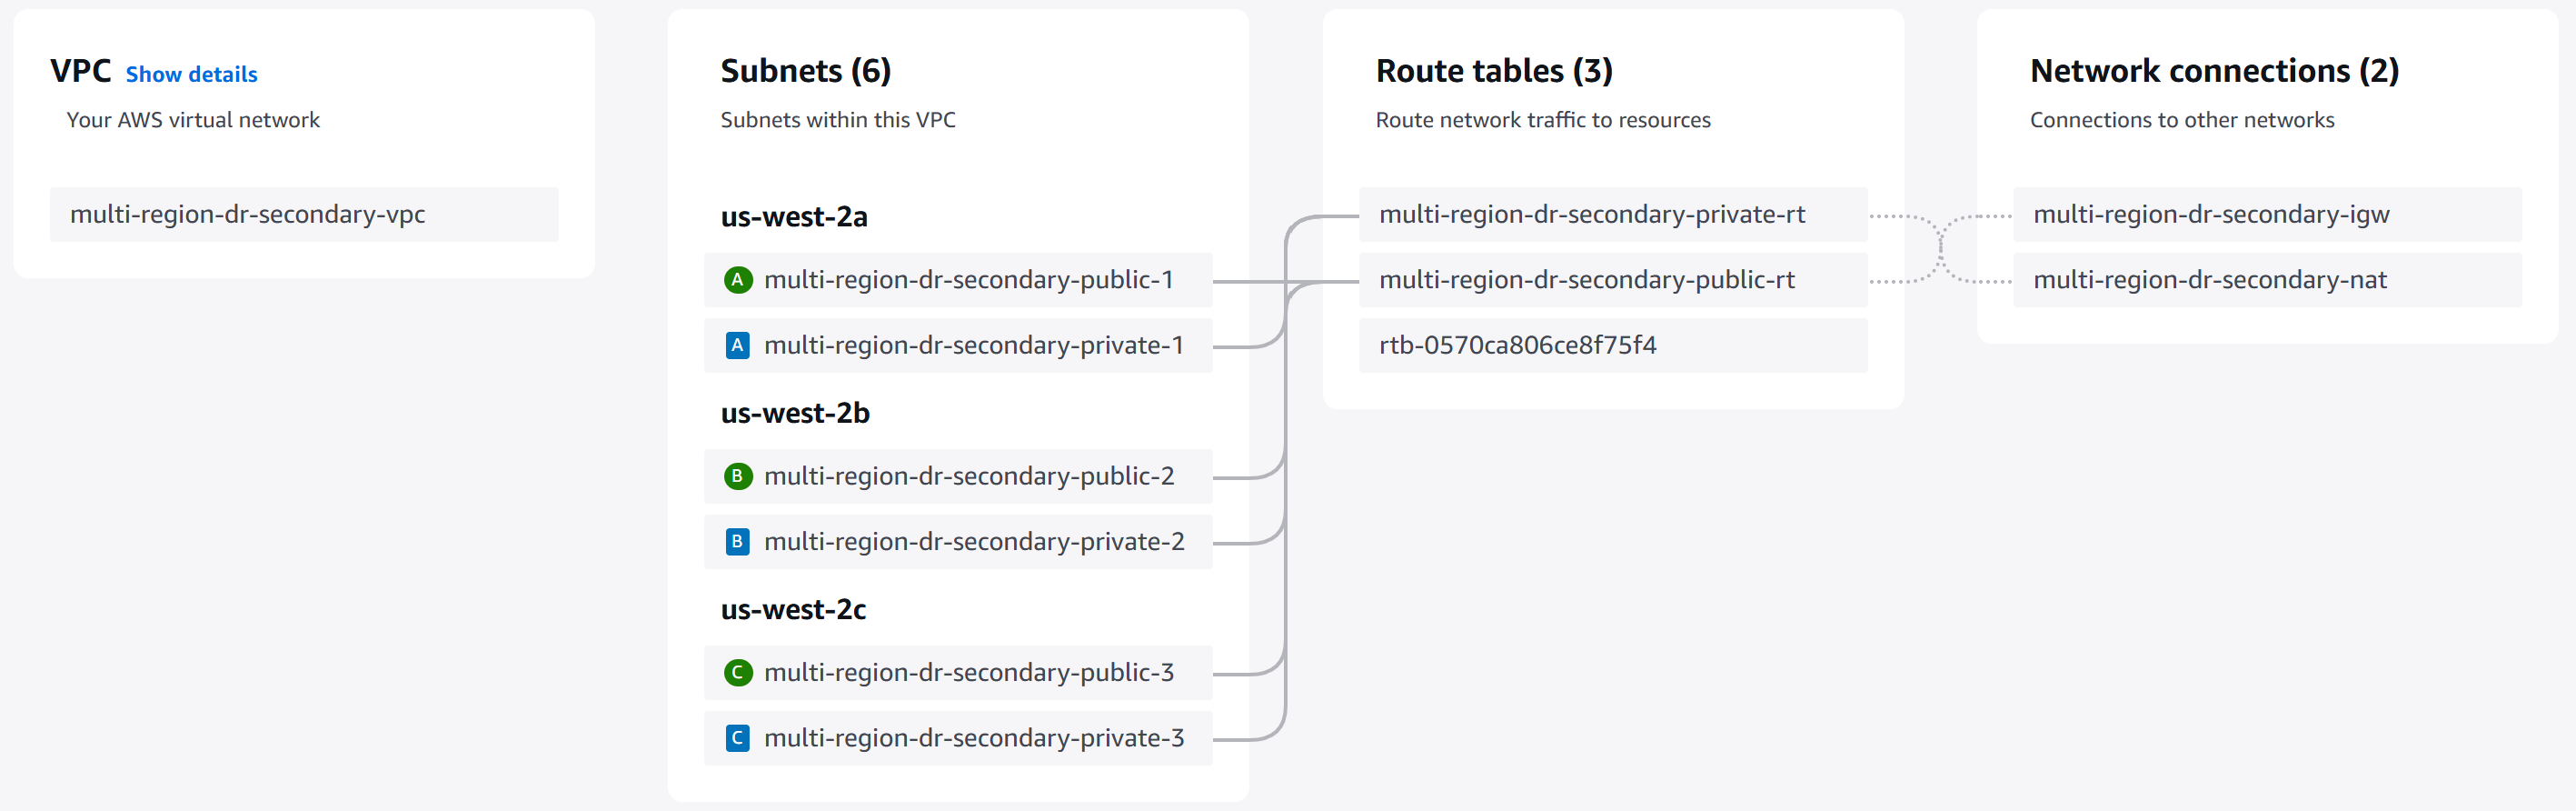 VPC Show details
Your AWS virtual network
multi-region-dr-secondary-vpc
Subnets (6)
Subnets within this VPC
us-west-2a
A multi-region-dr-secondary-public-1
A multi-region-dr-secondary-private-1
us-west-2b
B multi-region-dr-secondary-public-2
B multi-region-dr-secondary-private-2
us-west-2c
C multi-region-dr-secondary-public-3
C multi-region-dr-secondary-private-3
Route tables (3)
Route network traffic to resources
multi-region-dr-secondary-private-rt
multi-region-dr-secondary-public-rt
rtb-0570ca806ce8f75f4
Network connections (2)
Connections to other networks
multi-region-dr-secondary-igw
multi-region-dr-secondary-nat